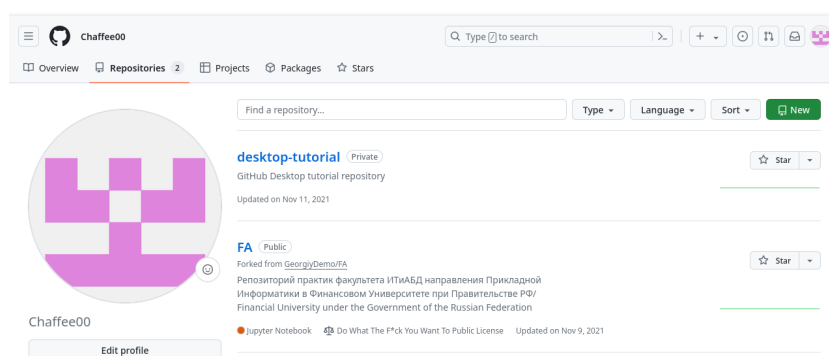 Chaffee00
Type / to search
Overview
Repositories 2
Projects
Packages
Stars
Find a repository...
Type
Language
Sort
New
desktop-tutorial Private
GitHub Desktop tutorial repository
Updated on Nov 11, 2021
Star
FA Public
Forked from GeorgiyDemo/FA
Репозиторий практик факультета ИТиАБД направления Прикладной
Информатики в Финансовом Университете при Правительстве РФ/
Financial University under the Government of the Russian Federation
Jupyter Notebook Do What The F*ck You Want To Public License Updated on Nov 9, 2021
Star
Chaffee00
Edit profile